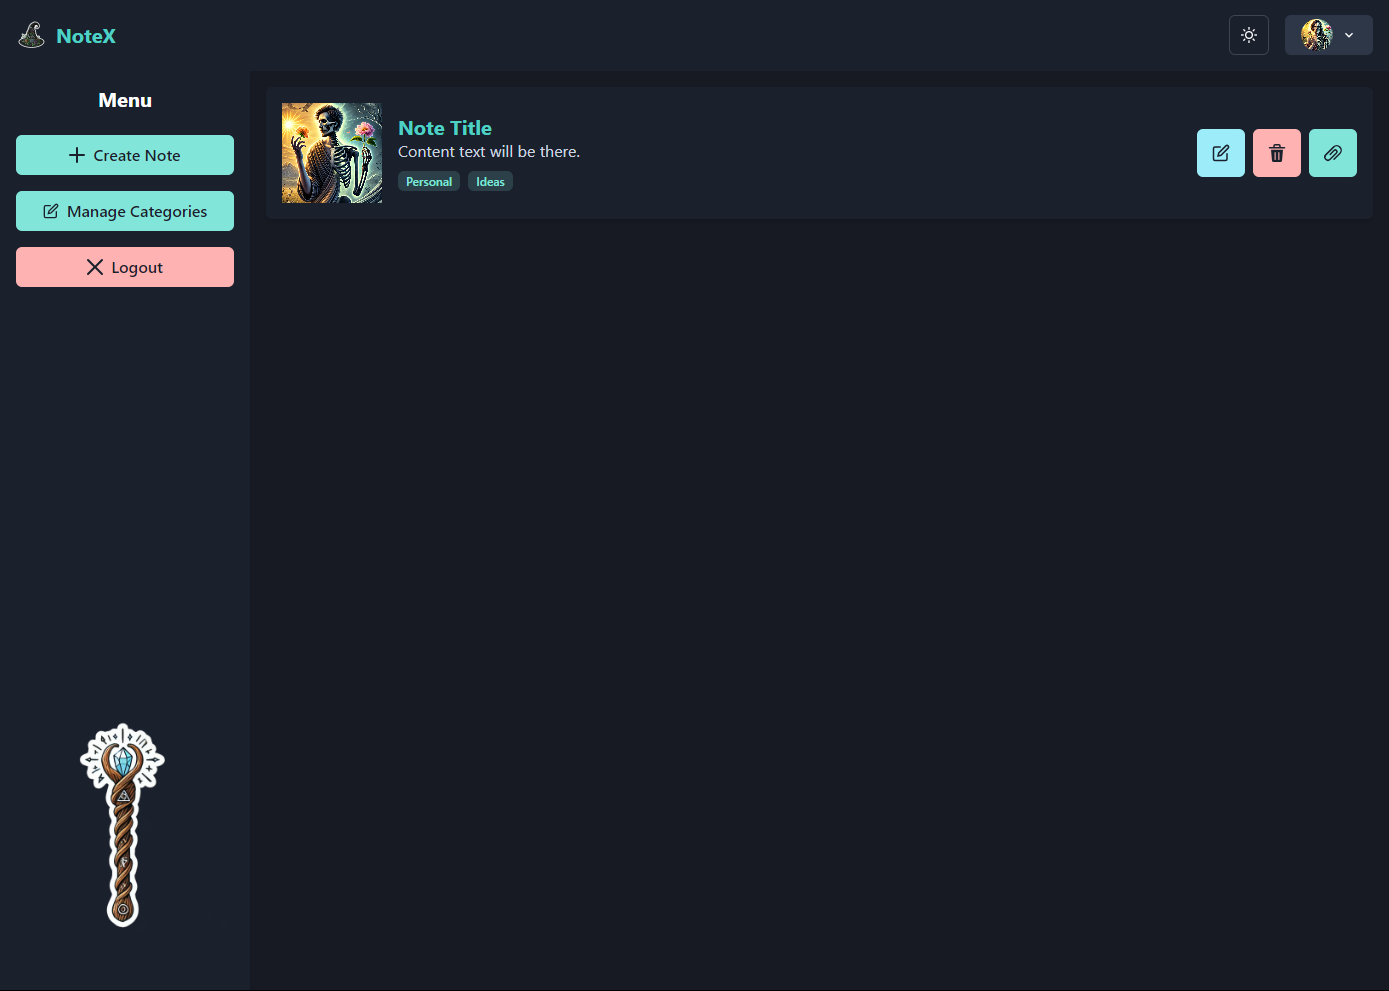 NoteX
Menu
Create Note
Manage Categories
Logout
Note Title
Content text will be there.
Personal Ideas